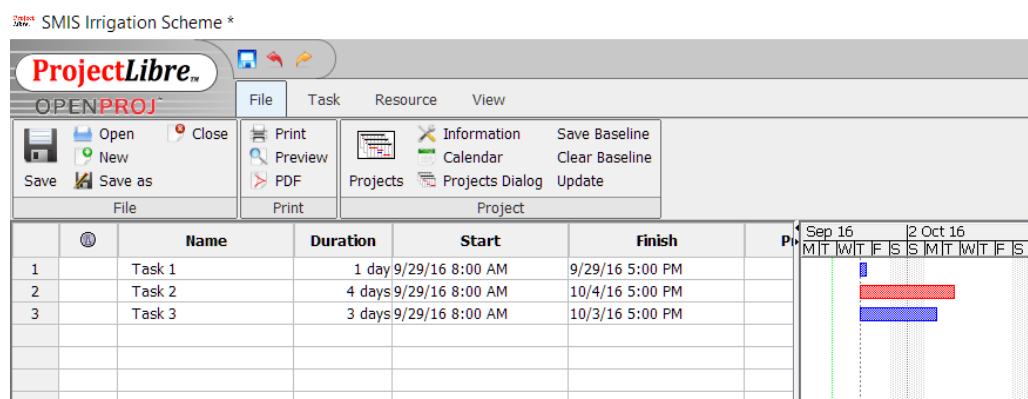 Project Libre. SMIS Irrigation Scheme *
ProjectLibre™
OPENPROJ
File Task Resource View
Open Close Print Information Save Baseline
New Preview Calendar Clear Baseline
Save Save as PDF Projects Projects Dialog Update
File Print Project
Name Duration Start Finish
Sep 16 2 Oct 16
M T W T F S S M T W T F S
1 Task 1 1 day 9/29/16 8:00 AM 9/29/16 5:00 PM
2 Task 2 4 days 9/29/16 8:00 AM 10/4/16 5:00 PM
3 Task 3 3 days 9/29/16 8:00 AM 10/3/16 5:00 PM